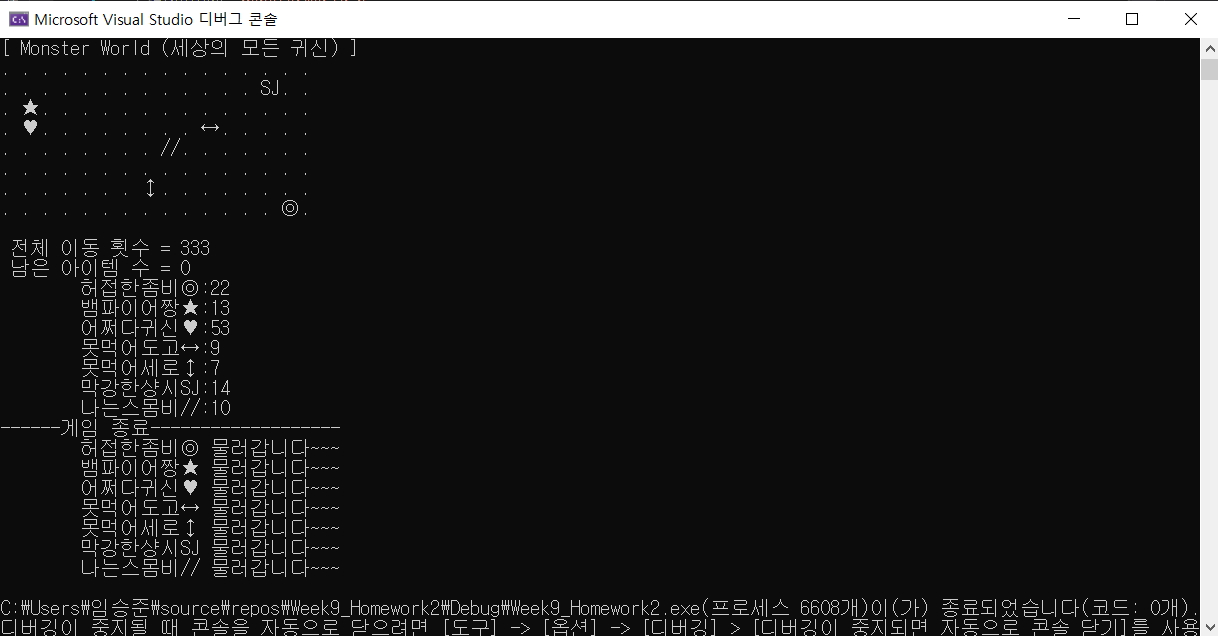 Microsoft Visual Studio 디버그 콘솔
[ Monster World (세상의 모든 귀신) ]
. . . . . . . . . . . . . . . .
. . . . . . . . . . . . . SJ. .
. ★. . . . . . . . . . . . . .
. ♥. . . . . . . . ↔. . . . .
. . . . . . . . //. . . . . . .
. . . . . . . . . . . . . . . .
. . . . . . . ↕. . . . . . . .
. . . . . . . . . . . . . . ◎.
전체 이동 횟수 = 333
남은 아이템 수 = 0
허접한좀비◎:22
뱀파이어짱★:13
어쩌다귀신♥:53
못먹어도고↔:9
못먹어세로↕:7
막강한샹시SJ:14
나는스몸비//:10
------게임 종료-------------------
허접한좀비◎ 물러갑니다~~~
뱀파이어짱★ 물러갑니다~~~
어쩌다귀신♥ 물러갑니다~~~
못먹어도고↔ 물러갑니다~~~
못먹어세로↕ 물러갑니다~~~
막강한샹시SJ 물러갑니다~~~
나는스몸비// 물러갑니다~~~
C:₩Users₩임승준₩source₩repos₩Week9_Homework2₩Debug₩Week9_Homework2.exe(프로세스 6608개)이(가) 종료되었습니다(코드: 0개).
디버깅이 중지될 때 콘솔을 자동으로 닫으려면 [도구] -> [옵션] -> [디버깅] > [디버깅이 중지되면 자동으로 콘솔 닫기]를 사용